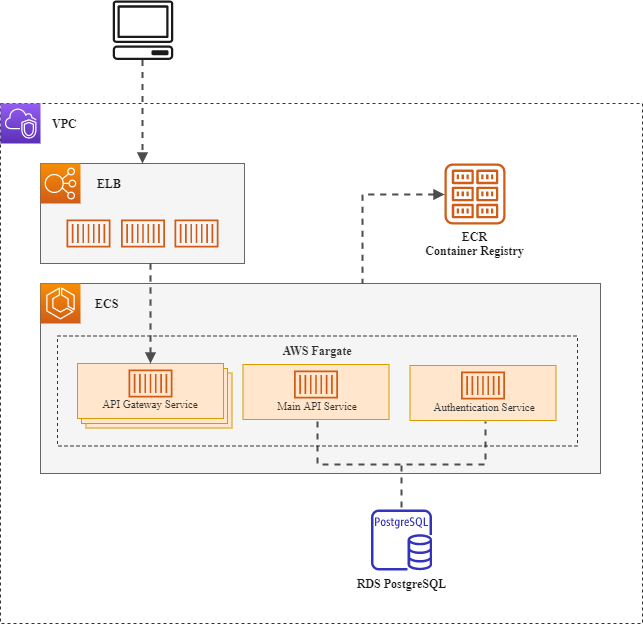 VPC
ELB
ECR
Container Registry
ECS
AWS Fargate
API Gateway Service
Main API Service
Authentication Service
PostgreSQL
RDS PostgreSQL